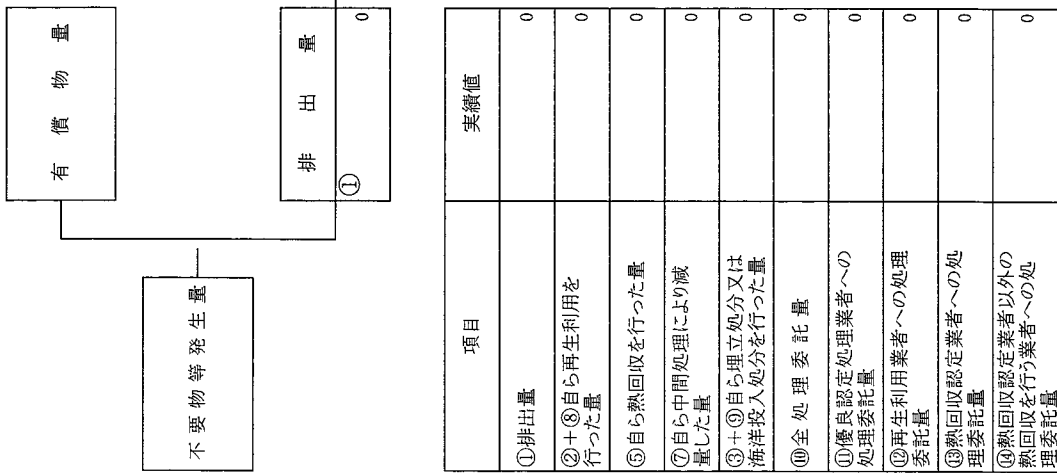 不要物等発生量
有償物量
排出量
① 0
項目 実績値
①排出量 0
②+⑧自ら再生利用を
行った量 0
⑤自ら熱回収を行った量 0
⑦自ら中間処理により減
量した量 0
③+⑨自ら埋立処分又は
海洋投入処分を行った量 0
⑩全処理委託量 0
⑪優良認定処理業者への
処理委託量 0
⑫再生利用業者への処理
委託量 0
⑬熱回収認定業者への処
理委託量 0
⑭熱回収認定業者以外の
熱回収を行う業者への処
理委託量 0